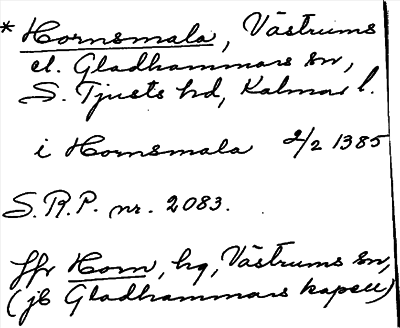 * Hornsmala, Västrums
el. Gladhammars sn,
S. Tjusts hd, Kalmar l.
i Hornsmala 2/2 1385
S.R.P. nr. 2083.
jfr Horn, hg, Västrums sn,
(jb Gladhammars kapell)